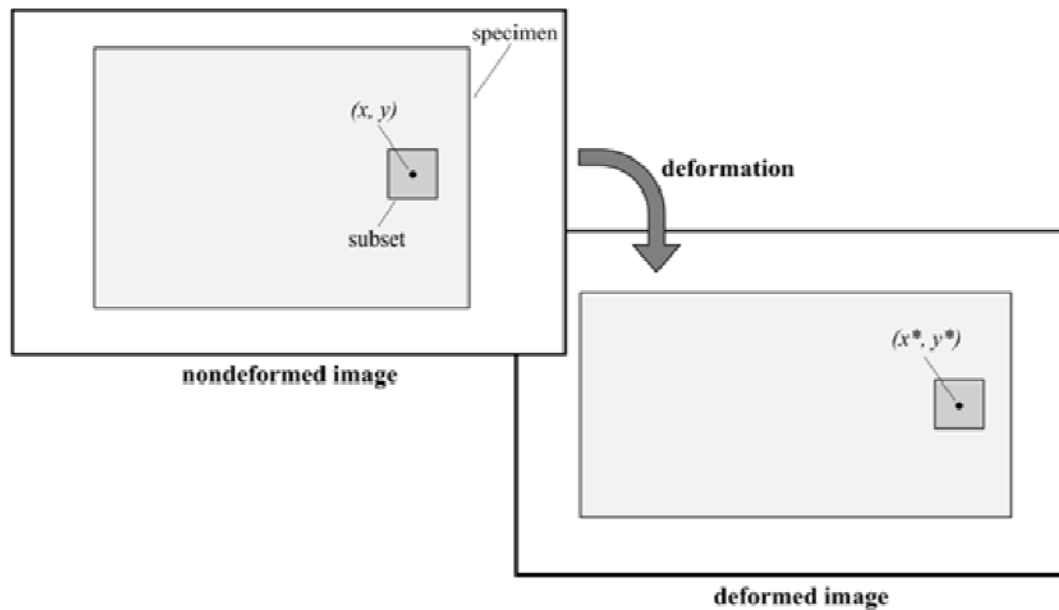 specimen
(x, y)
deformation
subset
(x*, y*)
nondeformed image
deformed image